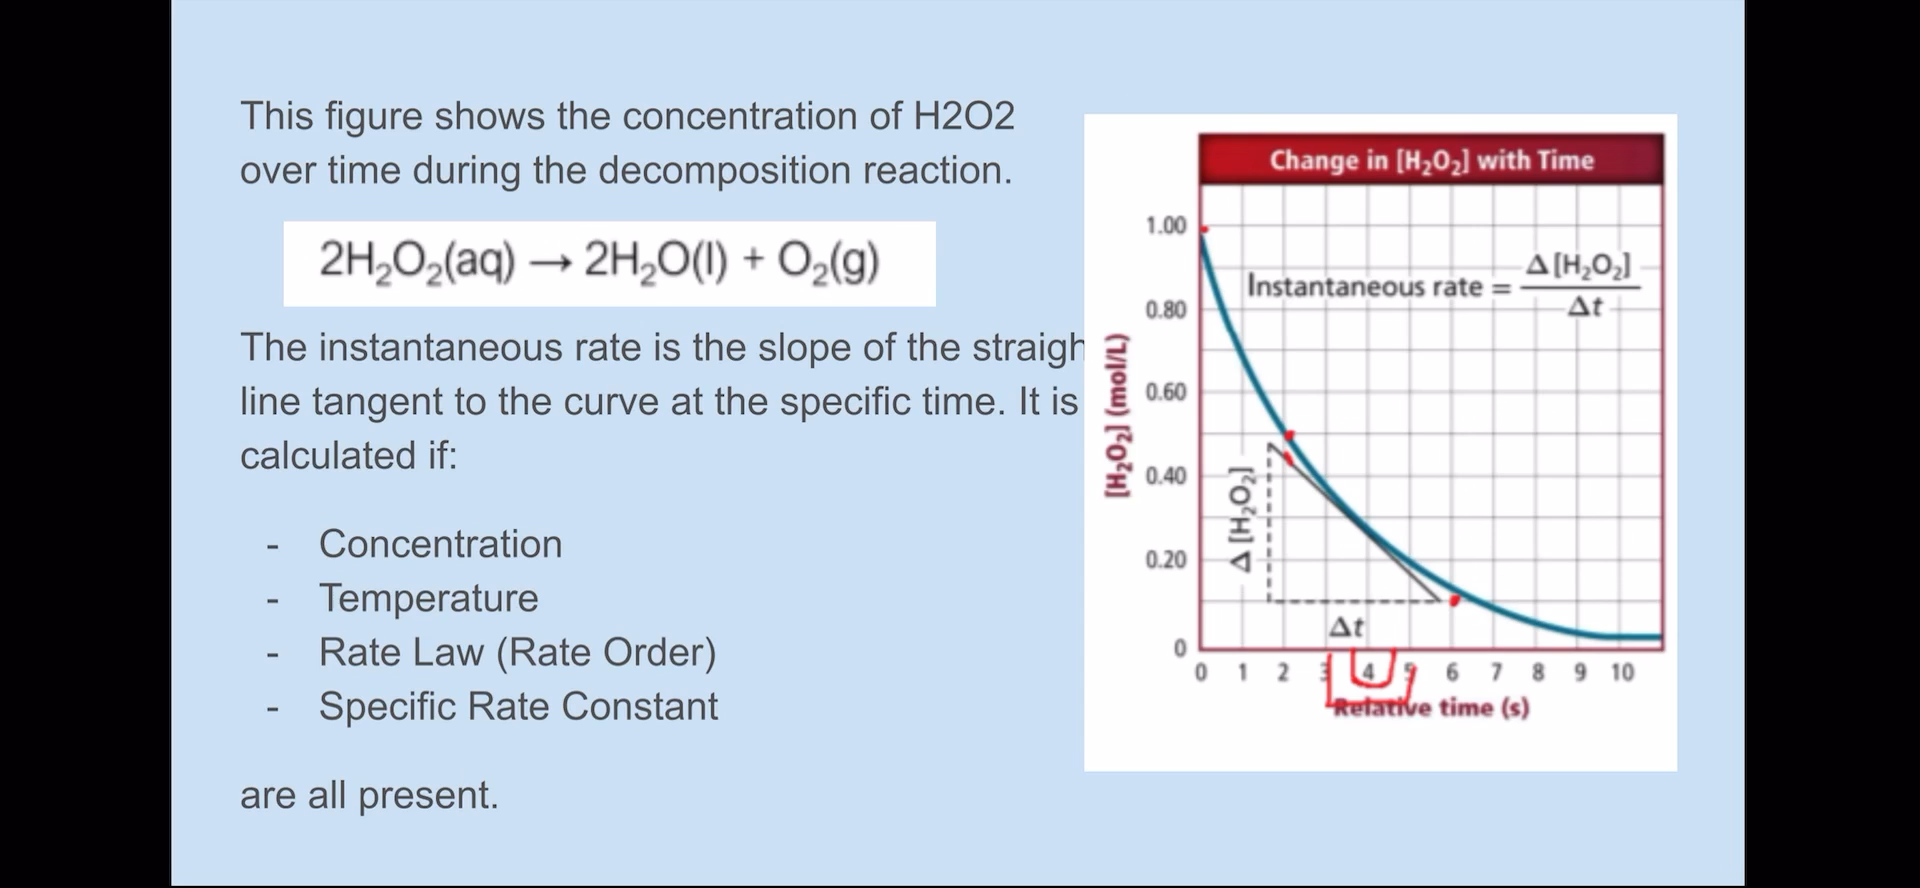 This figure shows the concentration of H2O2
over time during the decomposition reaction.
2H₂O₂(aq) → 2H₂O(l) + O₂(g)
The instantaneous rate is the slope of the straigh
line tangent to the curve at the specific time. It is
calculated if:
- Concentration
- Temperature
- Rate Law (Rate Order)
- Specific Rate Constant
are all present.
Change in [H₂O₂] with Time
Instantaneous rate = Δ[H₂O₂]
Δt
[H₂O₂] (mol/L)
1.00
0.80
0.60
0.40
0.20
0
Δ[H₂O₂]
Δt
0 1 2 3 4 5 6 7 8 9 10
Relative time (s)